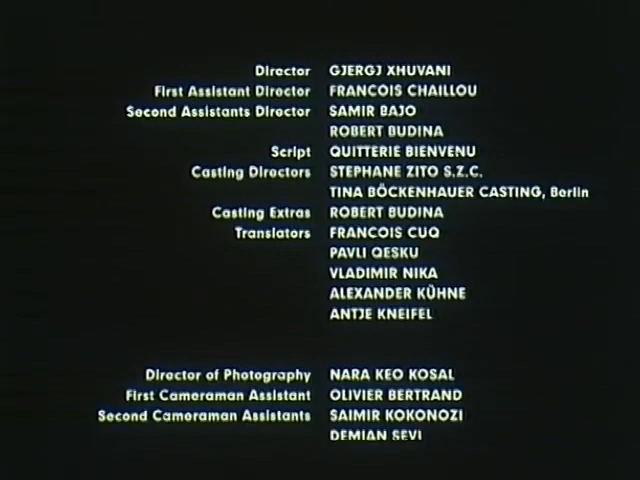 Director GJERGJ XHUVANI
First Assistant Director FRANCOIS CHAILLOU
Second Assistants Director SAMIR BAJO
ROBERT BUDINA
Script QUITTERIE BIENVENU
Casting Directors STEPHANE ZITO S.Z.C.
TINA BÖCKENHAUER CASTING, Berlin
Casting Extras ROBERT BUDINA
Translators FRANCOIS CUQ
PAVLI QESKU
VLADIMIR NIKA
ALEXANDER KÜHNE
ANTJE KNEIFEL
Director of Photography NARA KEO KOSAL
First Cameraman Assistant OLIVIER BERTRAND
Second Cameraman Assistants SAIMIR KOKONOZI
DEMIAN SEVI